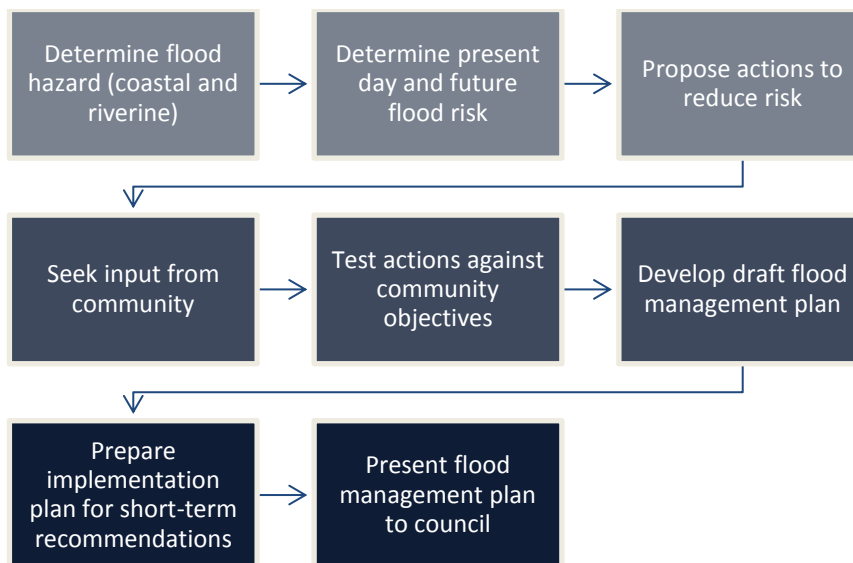 Determine flood
hazard (coastal and
riverine)
Determine present
day and future
flood risk
Propose actions to
reduce risk
Seek input from
community
Test actions against
community
objectives
Develop draft flood
management plan
Prepare
implementation
plan for short-term
recommendations
Present flood
management plan
to council